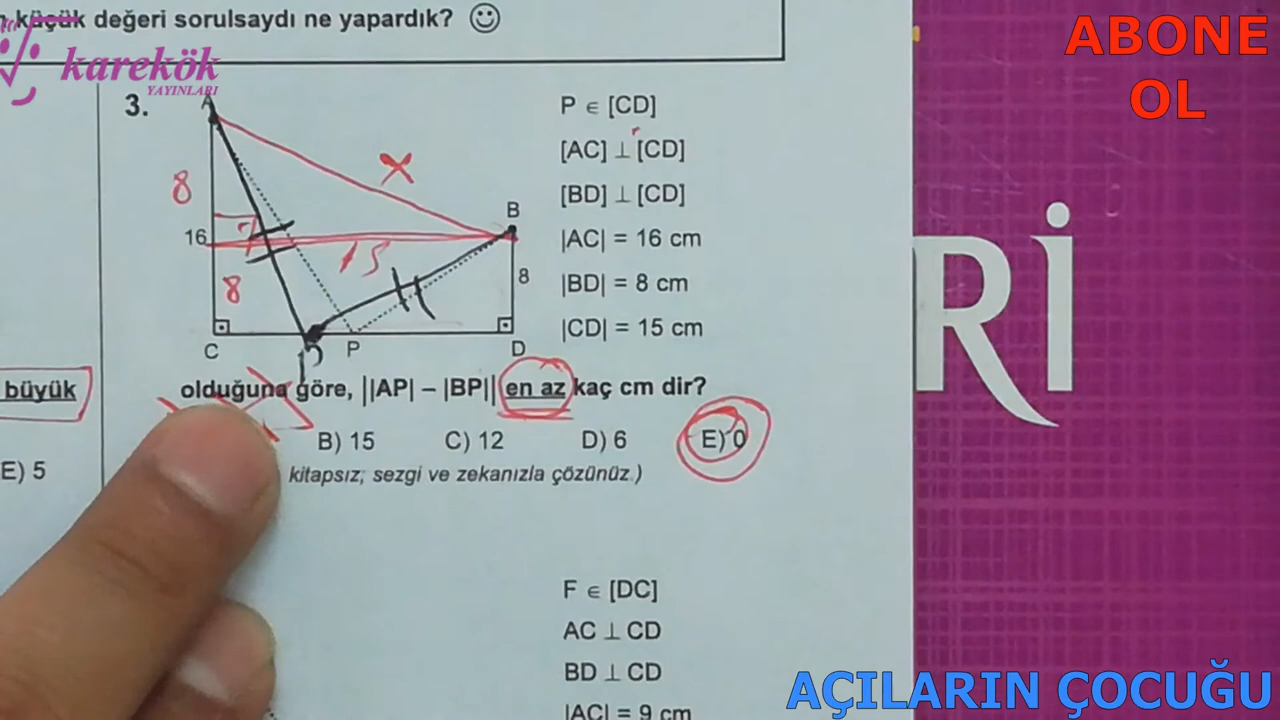 küçük değeri sorulsaydı ne yapardık?
karekök
YAYINLARI
ABONE
OL
3.
A
P ∈ [CD]
[AC] ⊥ [CD]
[BD] ⊥ [CD]
|AC| = 16 cm
|BD| = 8 cm
|CD| = 15 cm
8
x
B
16
15
8
8
C
P
P
D
Rİ
büyük
olduğuna göre, ||AP| – |BP|| en az kaç cm dir?
B) 15 C) 12 D) 6 E) 0
E) 5
kitapsız; sezgi ve zekanızla çözünüz.)
F ∈ [DC]
AC ⊥ CD
BD ⊥ CD
|AC| = 9 cm
AÇILARIN ÇOCUĞU